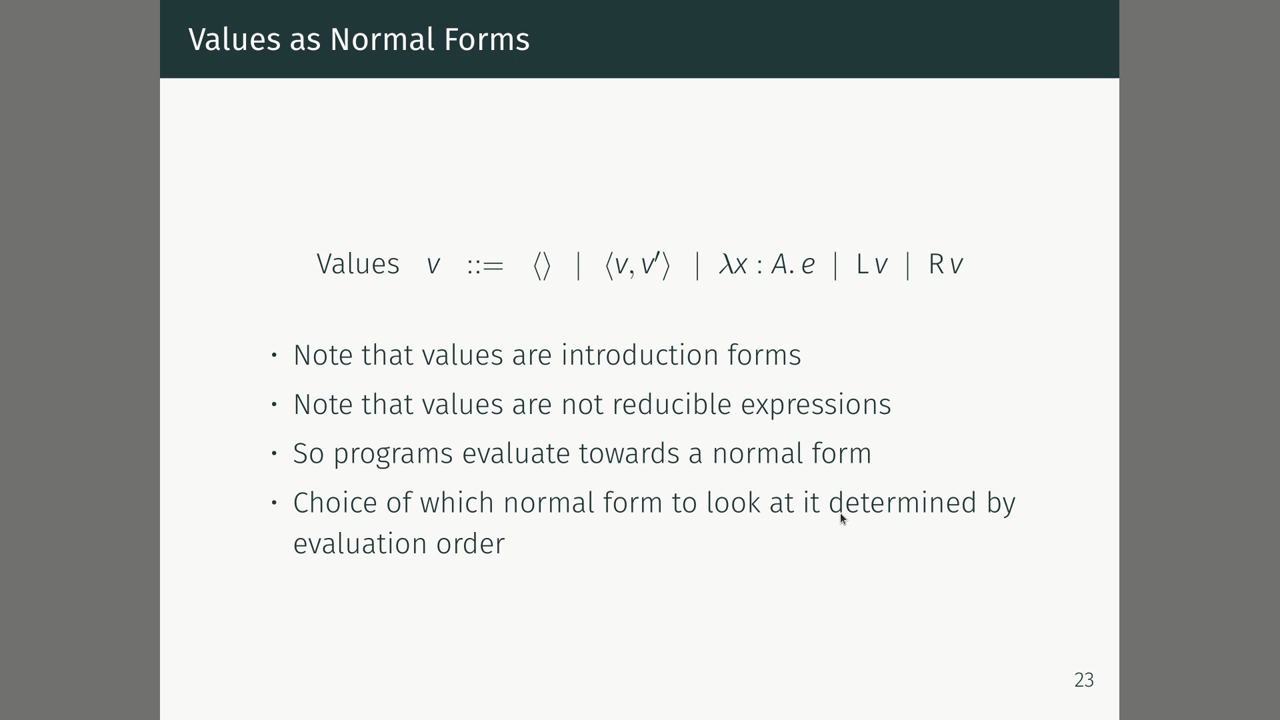 Values as Normal Forms
Values v ::= ⟨⟩ | ⟨v, v′⟩ | λx : A. e | L v | R v
· Note that values are introduction forms
· Note that values are not reducible expressions
· So programs evaluate towards a normal form
· Choice of which normal form to look at it determined by
evaluation order
23